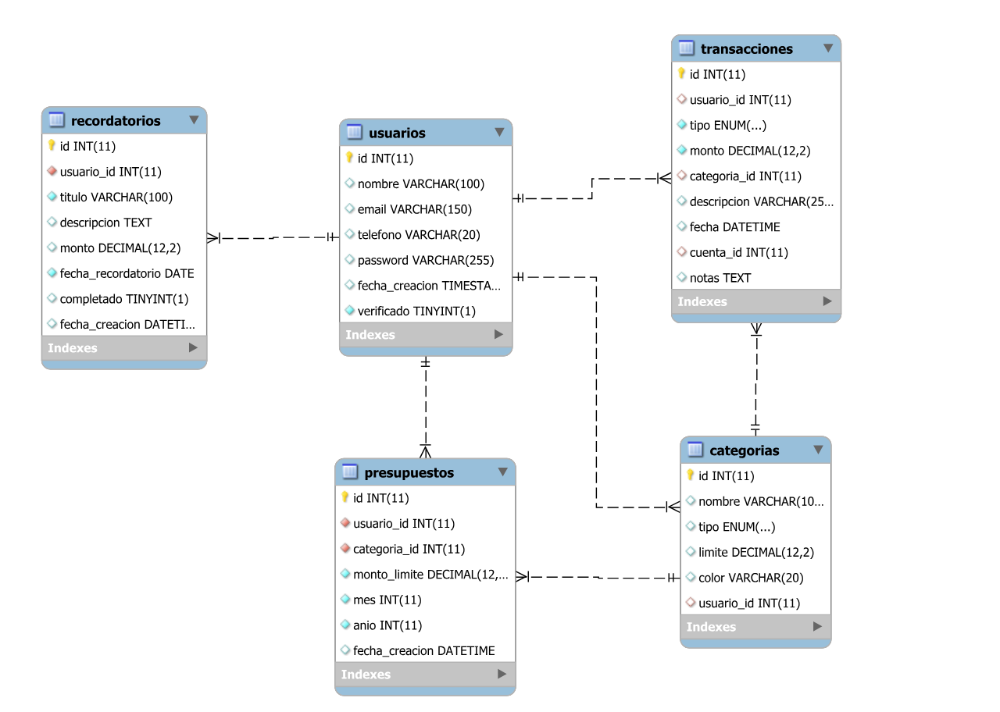 recordatorios
id INT(11)
usuario_id INT(11)
titulo VARCHAR(100)
descripcion TEXT
monto DECIMAL(12,2)
fecha_recordatorio DATE
completado TINYINT(1)
fecha_creacion DATETI...
Indexes
usuarios
id INT(11)
nombre VARCHAR(100)
email VARCHAR(150)
telefono VARCHAR(20)
password VARCHAR(255)
fecha_creacion TIMESTA...
verificado TINYINT(1)
Indexes
transacciones
id INT(11)
usuario_id INT(11)
tipo ENUM(...)
monto DECIMAL(12,2)
categoria_id INT(11)
descripcion VARCHAR(25...
fecha DATETIME
cuenta_id INT(11)
notas TEXT
Indexes
presupuestos
id INT(11)
usuario_id INT(11)
categoria_id INT(11)
monto_limite DECIMAL(12,...
mes INT(11)
anio INT(11)
fecha_creacion DATETIME
Indexes
categorias
id INT(11)
nombre VARCHAR(10...
tipo ENUM(...)
limite DECIMAL(12,2)
color VARCHAR(20)
usuario_id INT(11)
Indexes